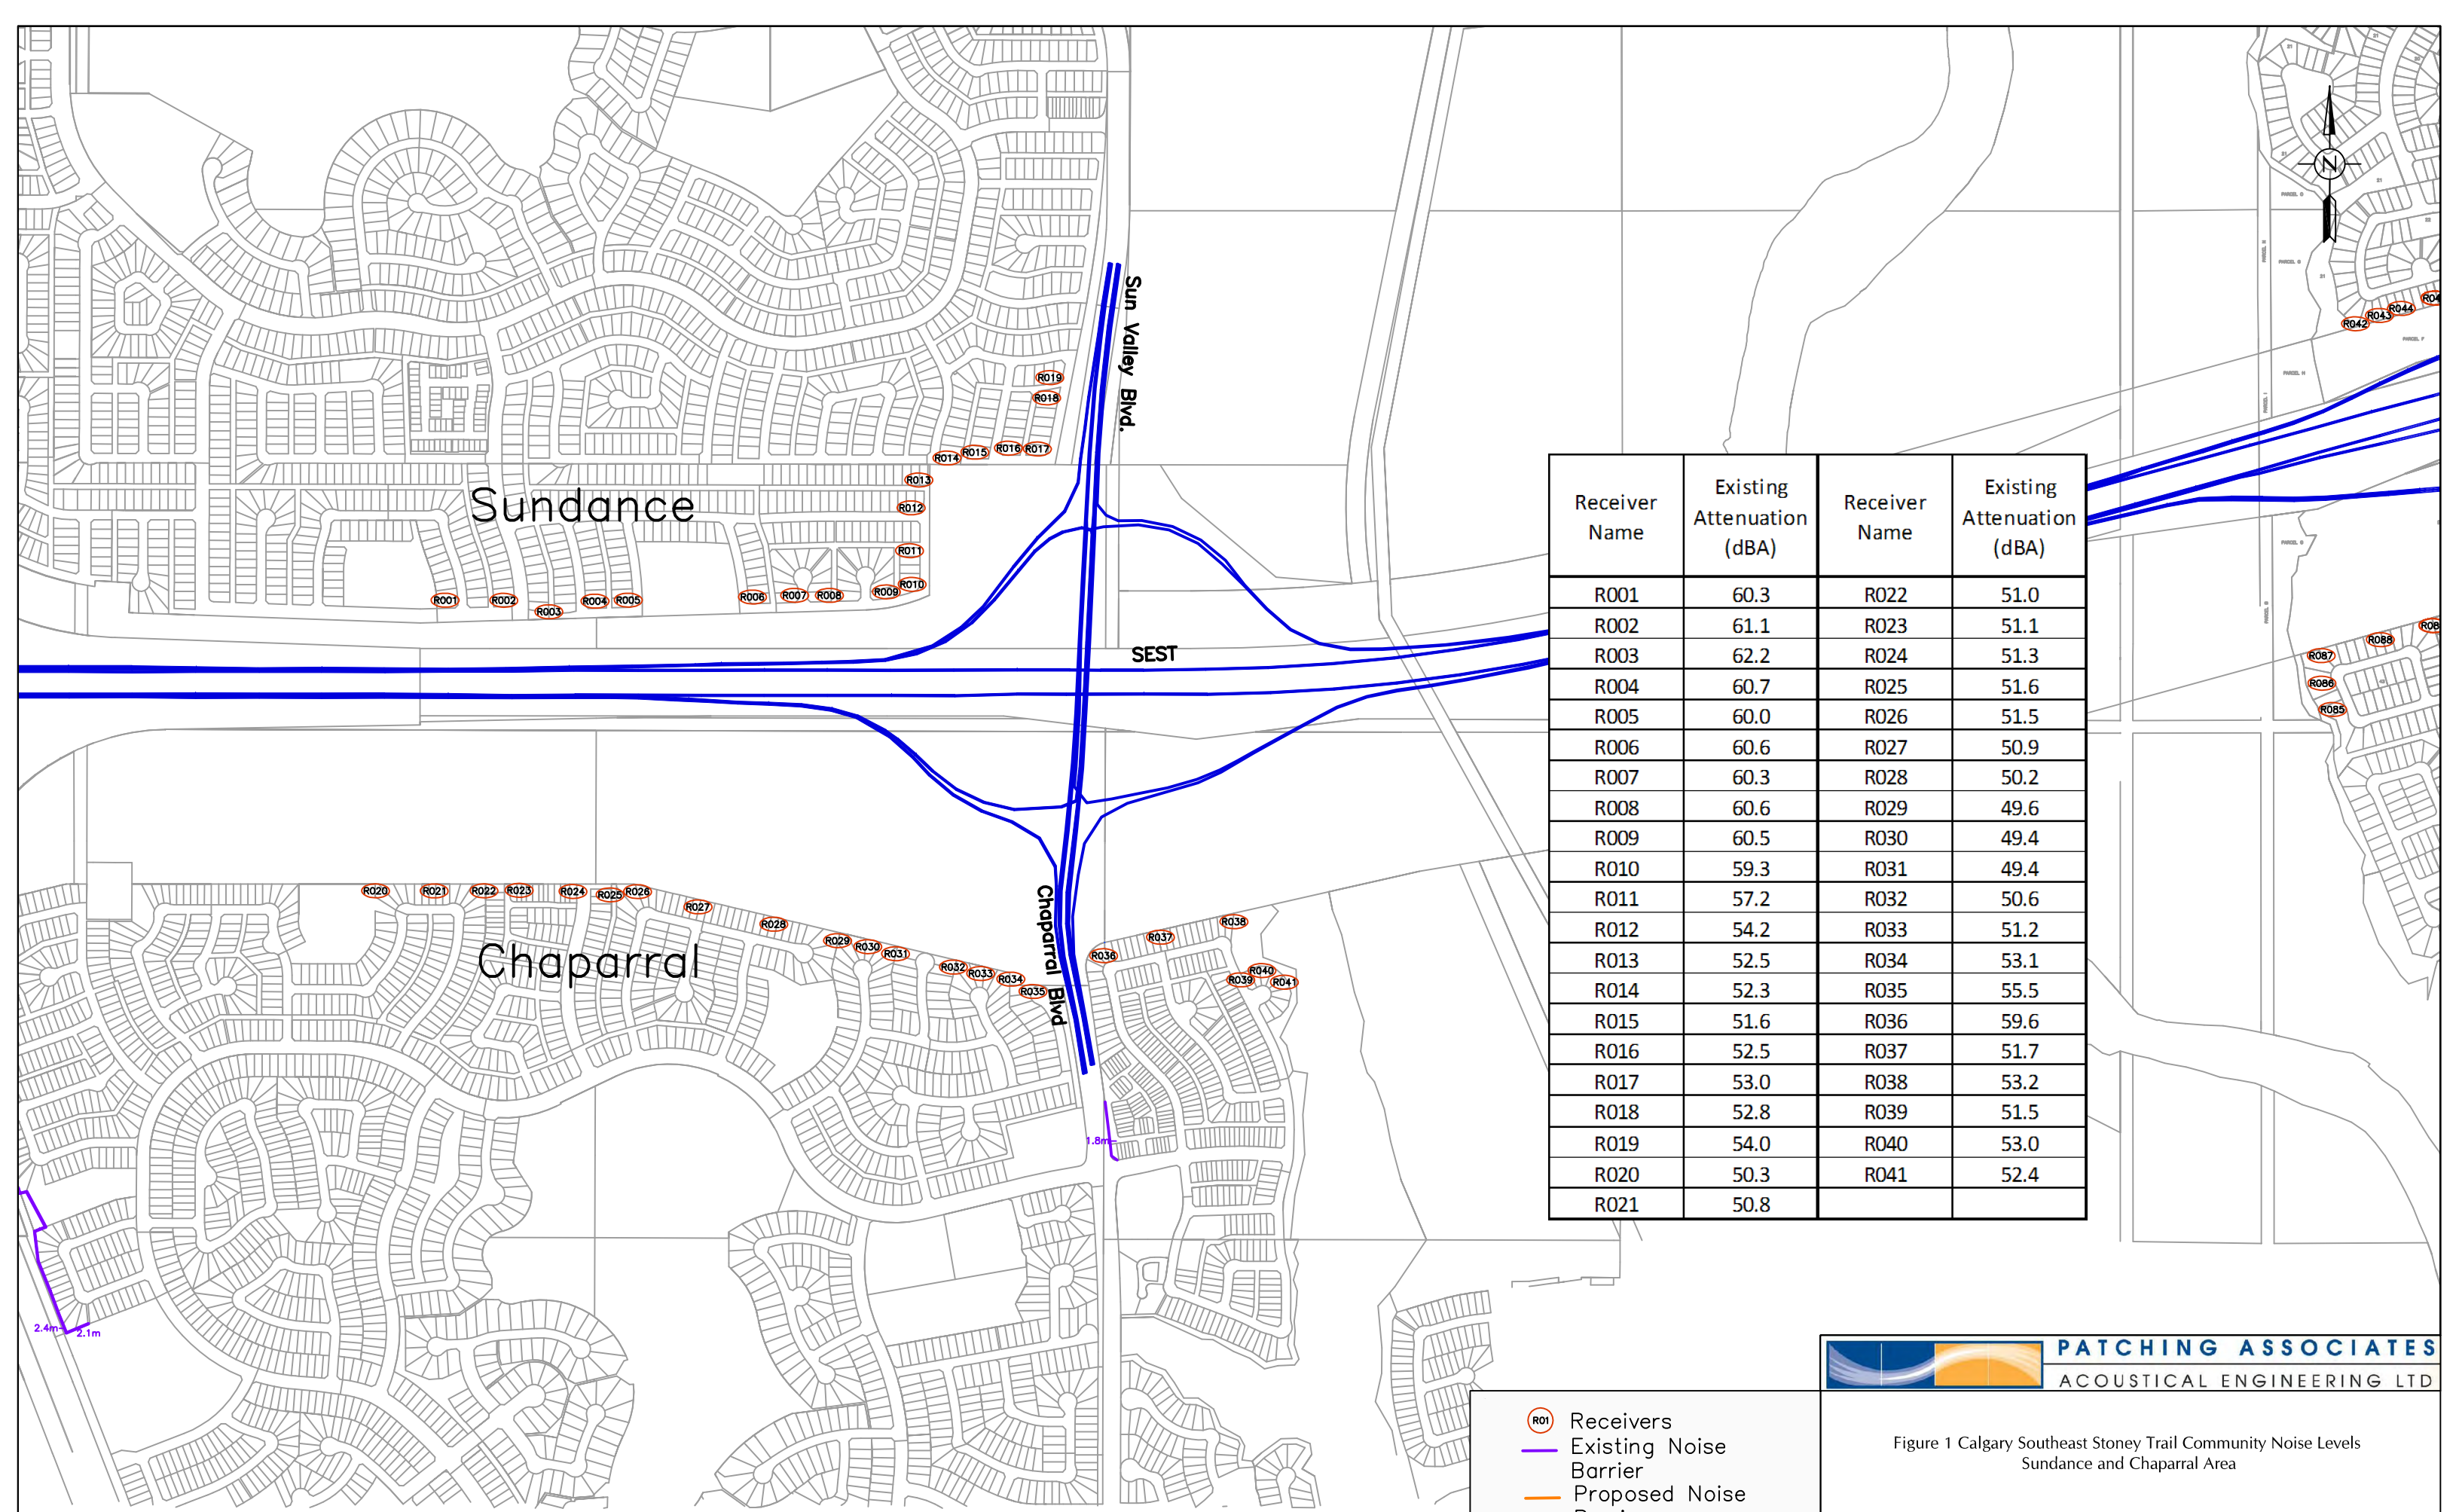 Sun Valley Blvd.
R042 R043 R044
R019
R018
R014 R015 R016 R017
R013
Sundance
R012
R011
R010
R001 R002 R003 R004 R005 R006 R007 R008 R009
SEST
R088
R087
R086
R085
R020 R021 R022 R023 R024 R025 R026
R027
R028
R029 R030 R031
R032 R033 R034 R035
Chaparral
Chaparral Blvd
R036 R037 R038
R039 R040 R041
1.8m
2.4m 2.1m
N
Receiver Name Existing Attenuation (dBA) Receiver Name Existing Attenuation (dBA)
R001 60.3 R022 51.0
R002 61.1 R023 51.1
R003 62.2 R024 51.3
R004 60.7 R025 51.6
R005 60.0 R026 51.5
R006 60.6 R027 50.9
R007 60.3 R028 50.2
R008 60.6 R029 49.6
R009 60.5 R030 49.4
R010 59.3 R031 49.4
R011 57.2 R032 50.6
R012 54.2 R033 51.2
R013 52.5 R034 53.1
R014 52.3 R035 55.5
R015 51.6 R036 59.6
R016 52.5 R037 51.7
R017 53.0 R038 53.2
R018 52.8 R039 51.5
R019 54.0 R040 53.0
R020 50.3 R041 52.4
R021 50.8
R01 Receivers
Existing Noise
Barrier
Proposed Noise
PATCHING ASSOCIATES
ACOUSTICAL ENGINEERING LTD
Figure 1 Calgary Southeast Stoney Trail Community Noise Levels
Sundance and Chaparral Area